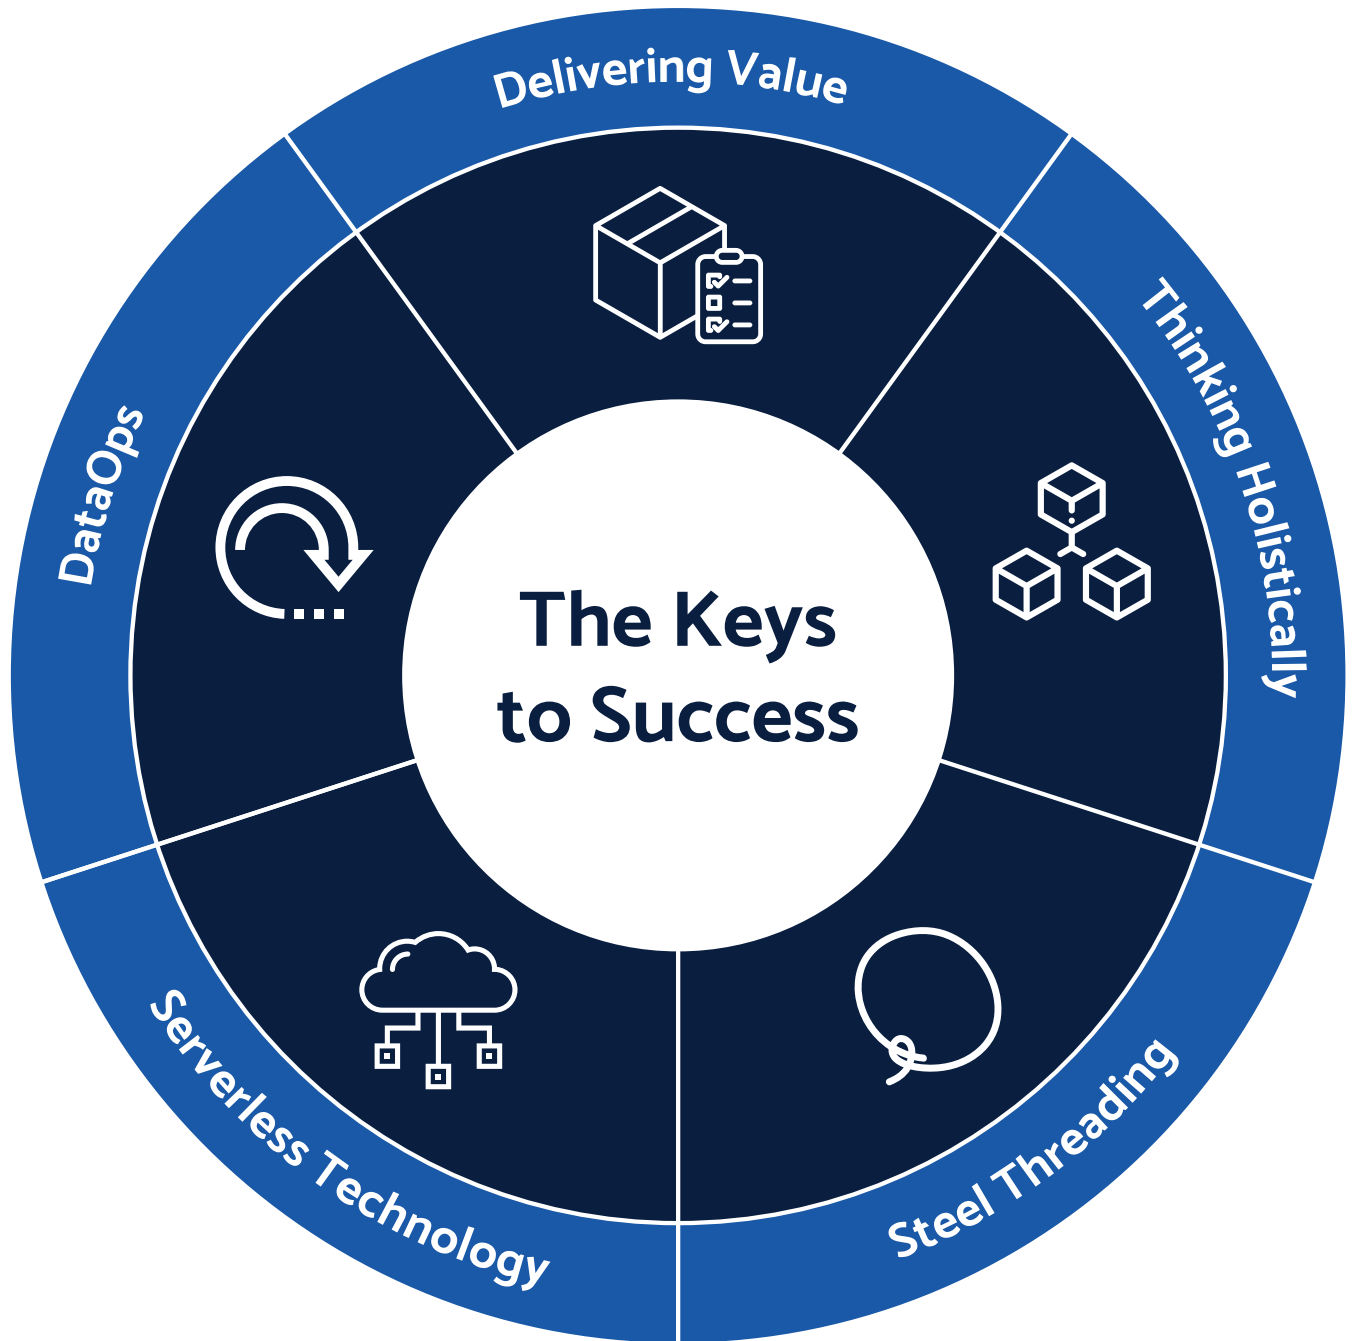 Delivering Value
Thinking Holistically
Steel Threading
Serverless Technology
DataOps
The Keys
to Success